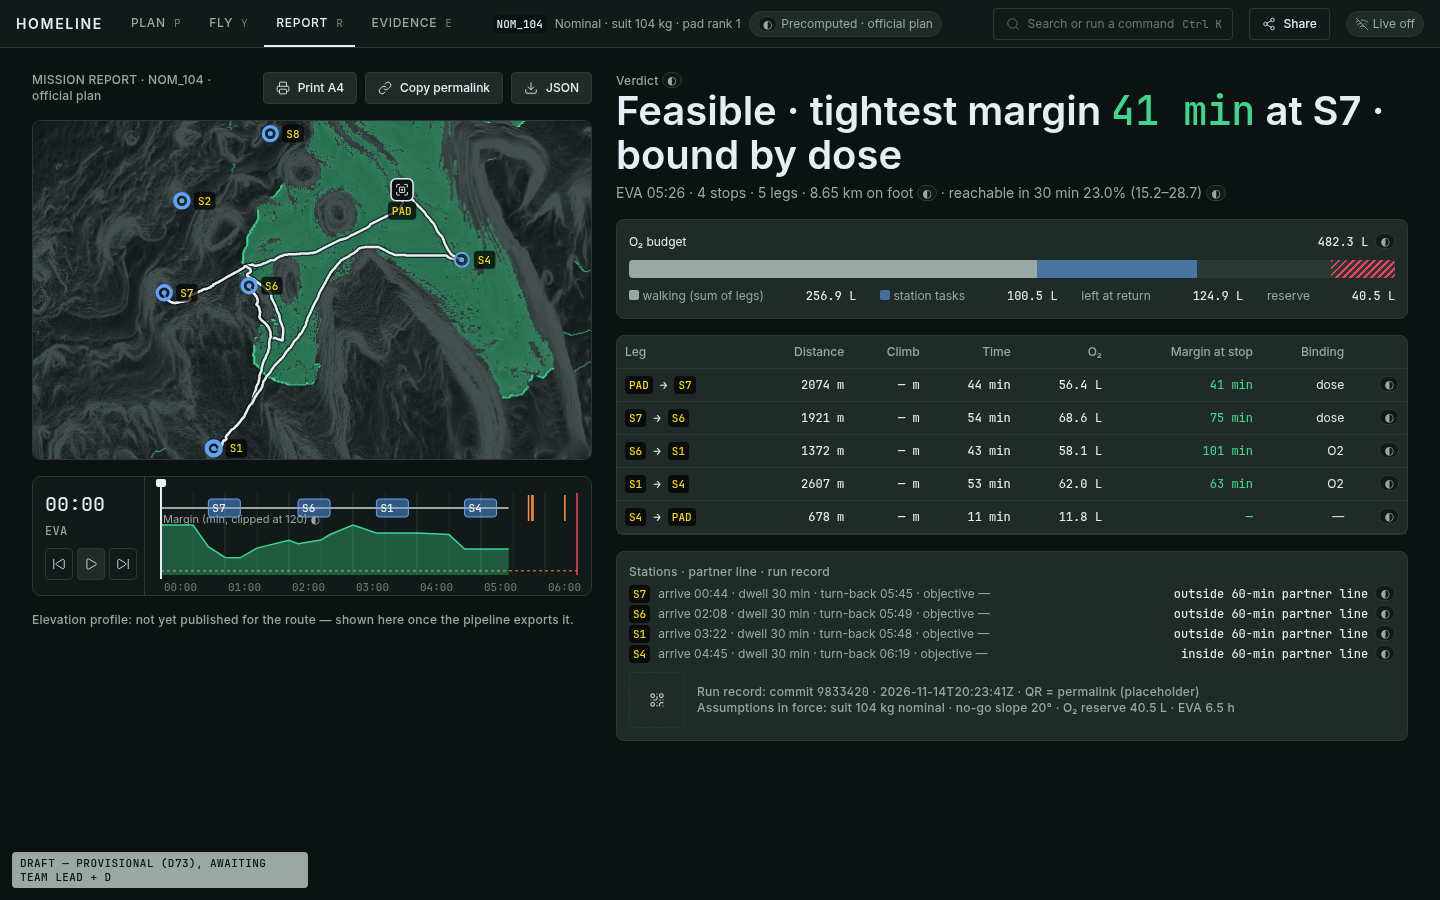 HOMELINE PLAN P FLY Y REPORT R EVIDENCE E NOM_104 Nominal · suit 104 kg · pad rank 1 Precomputed · official plan Search or run a command Ctrl K Share Live off
MISSION REPORT · NOM_104 ·
official plan
Print A4 Copy permalink JSON
S8
S2
PAD
S4
S7
S6
S1
00:00
EVA
S7 S6 S1 S4
Margin (min, clipped at 120)
00:00 01:00 02:00 03:00 04:00 05:00 06:00
Elevation profile: not yet published for the route — shown here once the pipeline exports it.
Verdict
Feasible · tightest margin 41 min at S7 ·
bound by dose
EVA 05:26 · 4 stops · 5 legs · 8.65 km on foot · reachable in 30 min 23.0% (15.2–28.7)
O₂ budget 482.3 L
walking (sum of legs) 256.9 L station tasks 100.5 L left at return 124.9 L reserve 40.5 L
Leg Distance Climb Time O₂ Margin at stop Binding
PAD → S7 2074 m — m 44 min 56.4 L 41 min dose
S7 → S6 1921 m — m 54 min 68.6 L 75 min dose
S6 → S1 1372 m — m 43 min 58.1 L 101 min O2
S1 → S4 2607 m — m 53 min 62.0 L 63 min O2
S4 → PAD 678 m — m 11 min 11.8 L — —
Stations · partner line · run record
S7 arrive 00:44 · dwell 30 min · turn-back 05:45 · objective — outside 60-min partner line
S6 arrive 02:08 · dwell 30 min · turn-back 05:49 · objective — outside 60-min partner line
S1 arrive 03:22 · dwell 30 min · turn-back 05:48 · objective — outside 60-min partner line
S4 arrive 04:45 · dwell 30 min · turn-back 06:19 · objective — inside 60-min partner line
Run record: commit 9833420 · 2026-11-14T20:23:41Z · QR = permalink (placeholder)
Assumptions in force: suit 104 kg nominal · no-go slope 20° · O₂ reserve 40.5 L · EVA 6.5 h
DRAFT — PROVISIONAL (D73), AWAITING
TEAM LEAD + D